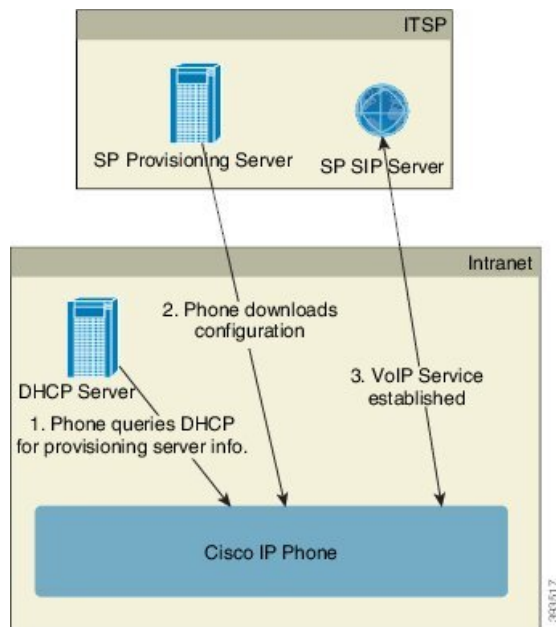 ITSP
SP Provisioning Server
SP SIP Server
Intranet
DHCP Server
1. Phone queries DHCP
for provisioning server info.
2. Phone downloads
configuration
3. VoIP Service
established
Cisco IP Phone
393517